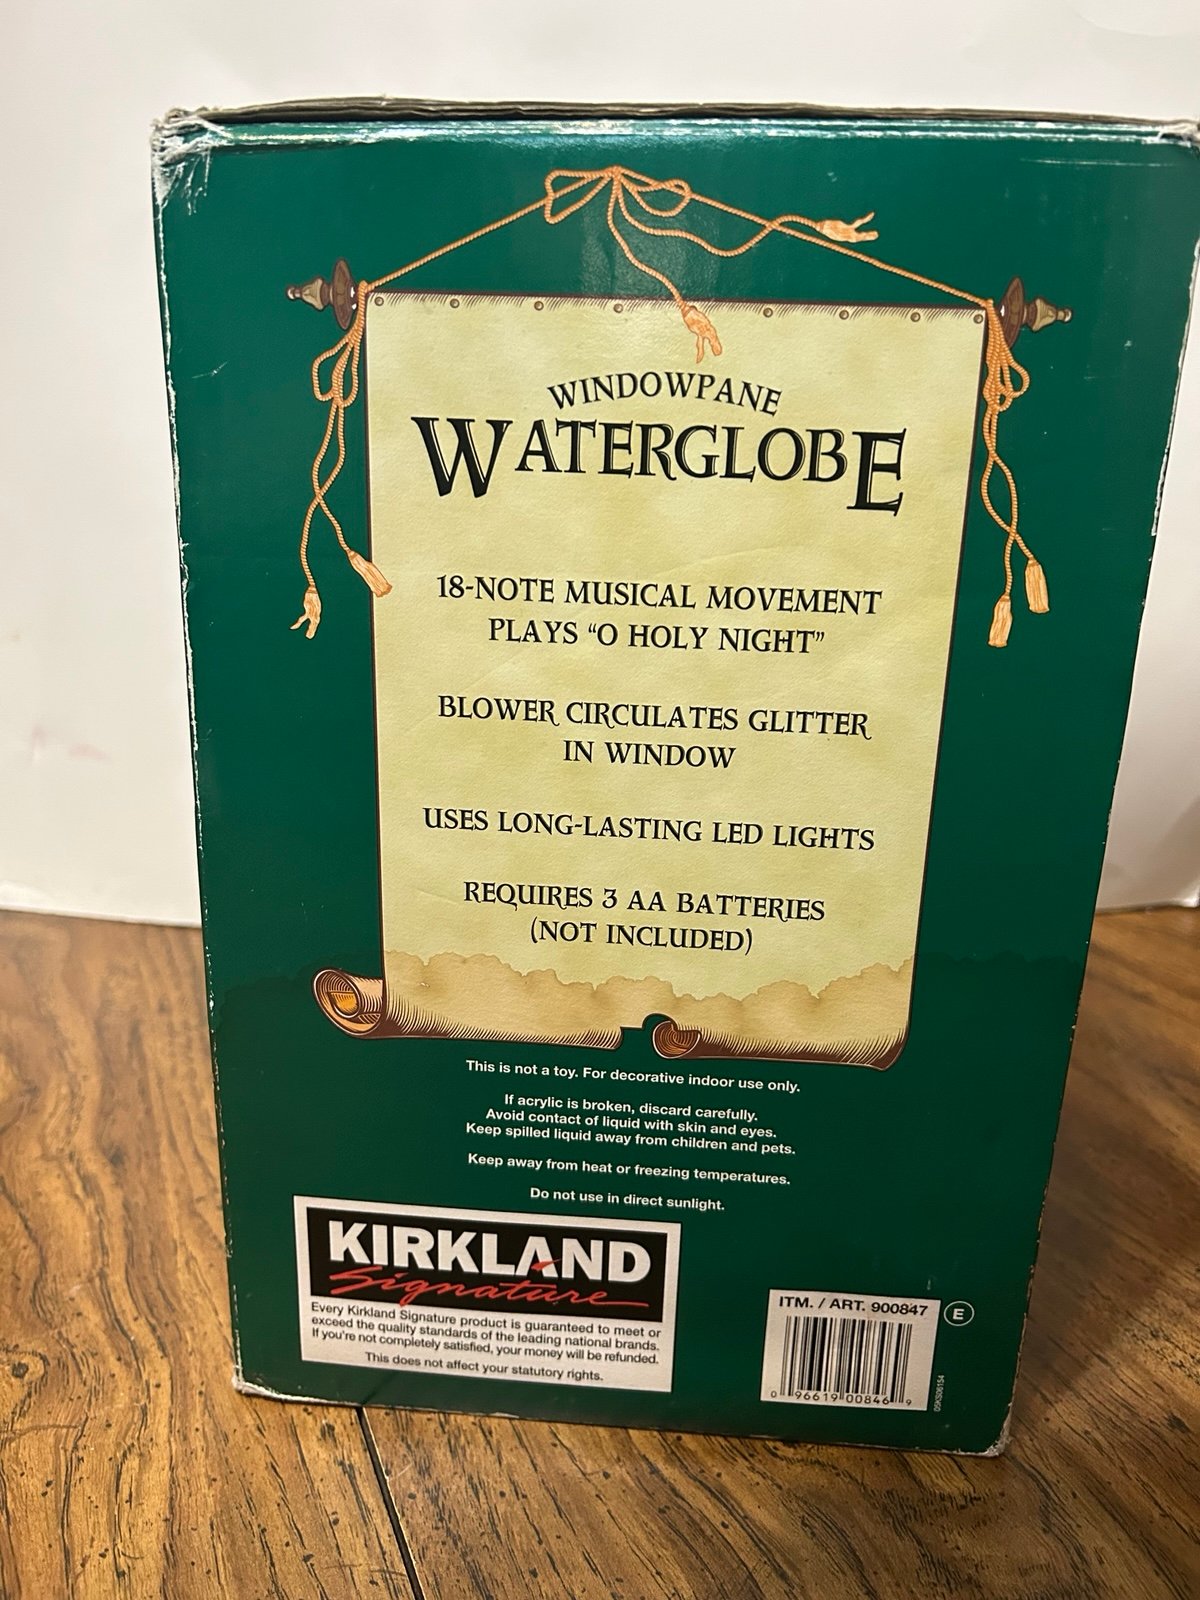 WINDOWPANE
WATERGLOBE
18-NOTE MUSICAL MOVEMENT
PLAYS “O HOLY NIGHT”
BLOWER CIRCULATES GLITTER
IN WINDOW
USES LONG-LASTING LED LIGHTS
REQUIRES 3 AA BATTERIES
(NOT INCLUDED)
This is not a toy. For decorative indoor use only.
If acrylic is broken, discard carefully.
Avoid contact of liquid with skin and eyes.
Keep spilled liquid away from children and pets.
Keep away from heat or freezing temperatures.
Do not use in direct sunlight.
KIRKLAND
Signature
Every Kirkland Signature product is guaranteed to meet or
exceed the quality standards of the leading national brands.
If you're not completely satisfied, your money will be refunded.
This does not affect your statutory rights.
ITM. / ART. 900847
E
0 96619 00846 9
05KS06154